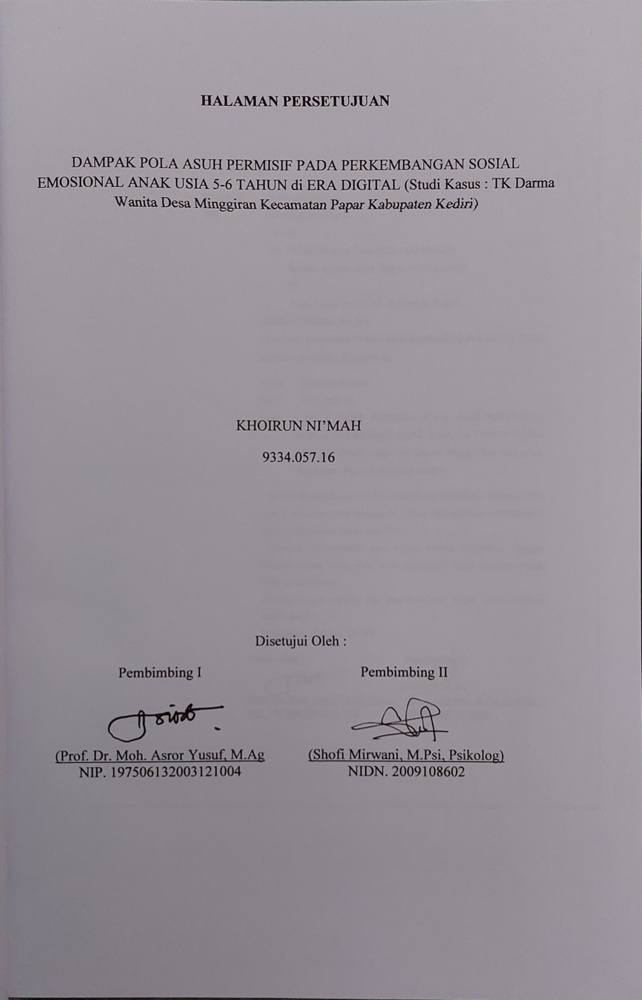 HALAMAN PERSETUJUAN
DAMPAK POLA ASUH PERMISIF PADA PERKEMBANGAN SOSIAL
EMOSIONAL ANAK USIA 5-6 TAHUN di ERA DIGITAL (Studi Kasus : TK Darma
Wanita Desa Minggiran Kecamatan Papar Kabupaten Kediri)
KHOIRUN NI’MAH
9334.057.16
Disetujui Oleh :
Pembimbing I
Pembimbing II
(Prof. Dr. Moh. Asror Yusuf, M.Ag
(Shofi Mirwani, M.Psi, Psikolog)
NIP. 197506132003121004
NIDN. 2009108602